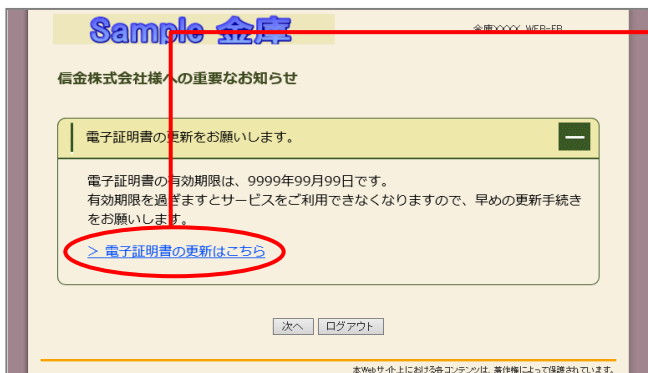 Sample 金庫
金庫XXXX WEB-FB
信金株式会社様への重要なお知らせ
電子証明書の更新をお願いします。
電子証明書の有効期限は、9999年99月99日です。
有効期限を過ぎますとサービスをご利用できなくなりますので、早めの更新手続き
をお願いします。
> 電子証明書の更新はこちら
次へ ログアウト
本Webサイト上における各コンテンツは、著作権によって保護されています。